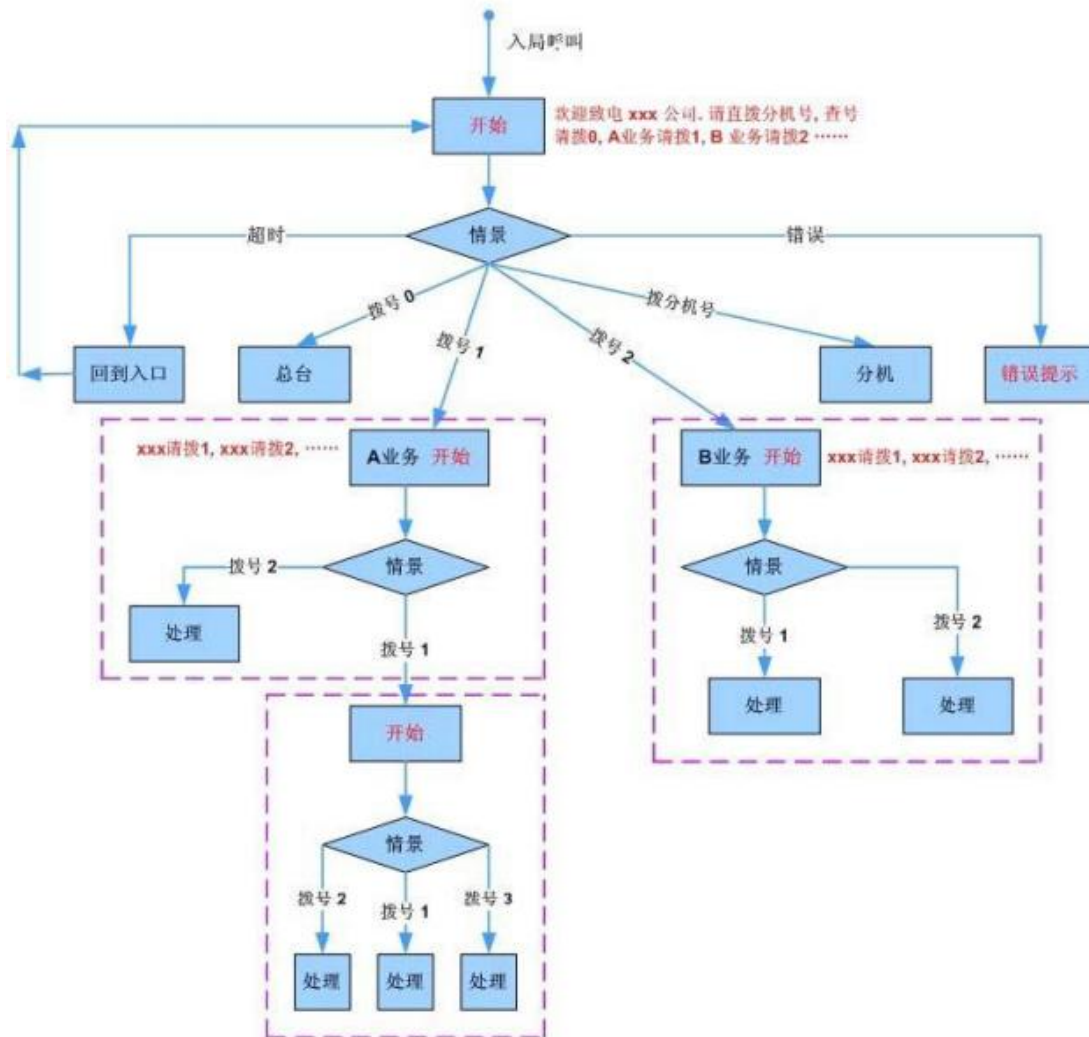 入局呼叫
开始
欢迎致电 xxx 公司, 请直拨分机号, 查号
请拨0, A业务请拨1, B 业务请拨2 ……
超时
情景
错误
拨号 0
拨号 1
拨号 2
拨分机号
回到入口
总台
分机
错误提示
xxx请拨1, xxx请拨2, ……
A业务 开始
B业务 开始
xxx请拨1, xxx请拨2, ……
拨号 2
情景
情景
处理
拨号 1
拨号 1
拨号 2
处理
处理
开始
情景
拨号 2
拨号 1
拨号 3
处理
处理
处理